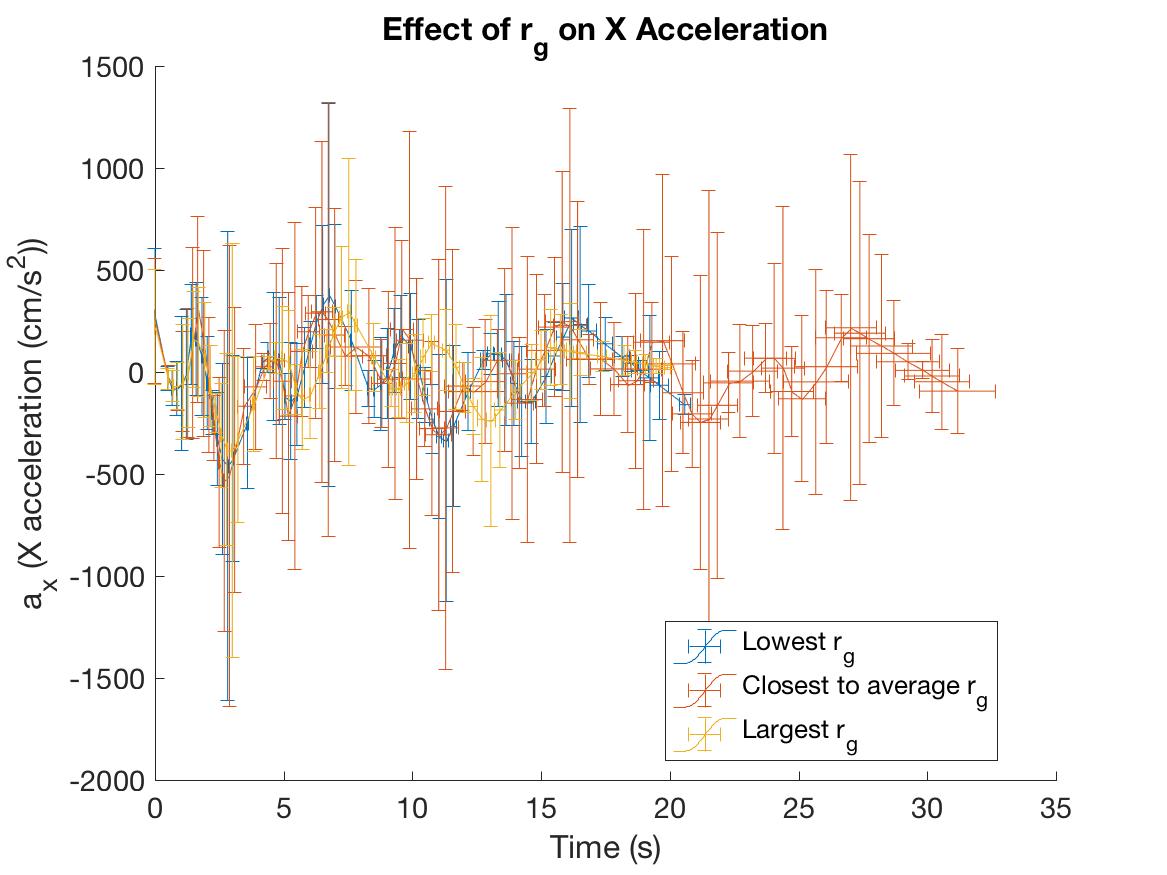 Effect of r_g on X Acceleration
a_x (X acceleration (cm/s^2))
1500
1000
500
0
-500
-1000
-1500
-2000
0 5 10 15 20 25 30 35
Time (s)
Lowest r_g
Closest to average r_g
Largest r_g